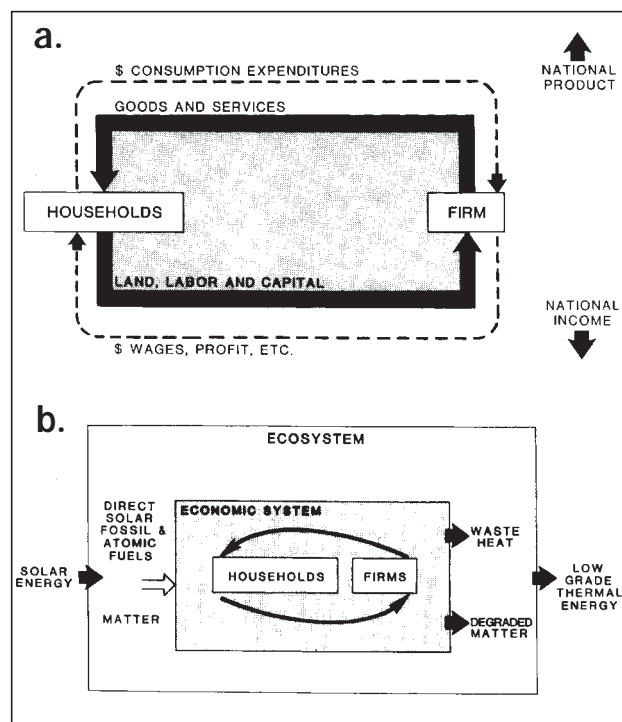 a.
$ CONSUMPTION EXPENDITURES
GOODS AND SERVICES
NATIONAL
PRODUCT
HOUSEHOLDS
FIRM
LAND, LABOR AND CAPITAL
NATIONAL
INCOME
$ WAGES, PROFIT, ETC.
b.
ECOSYSTEM
DIRECT
SOLAR
FOSSIL &
ATOMIC
FUELS
ECONOMIC SYSTEM
WASTE
HEAT
SOLAR
ENERGY
HOUSEHOLDS
FIRMS
LOW
GRADE
THERMAL
ENERGY
MATTER
DEGRADED
MATTER